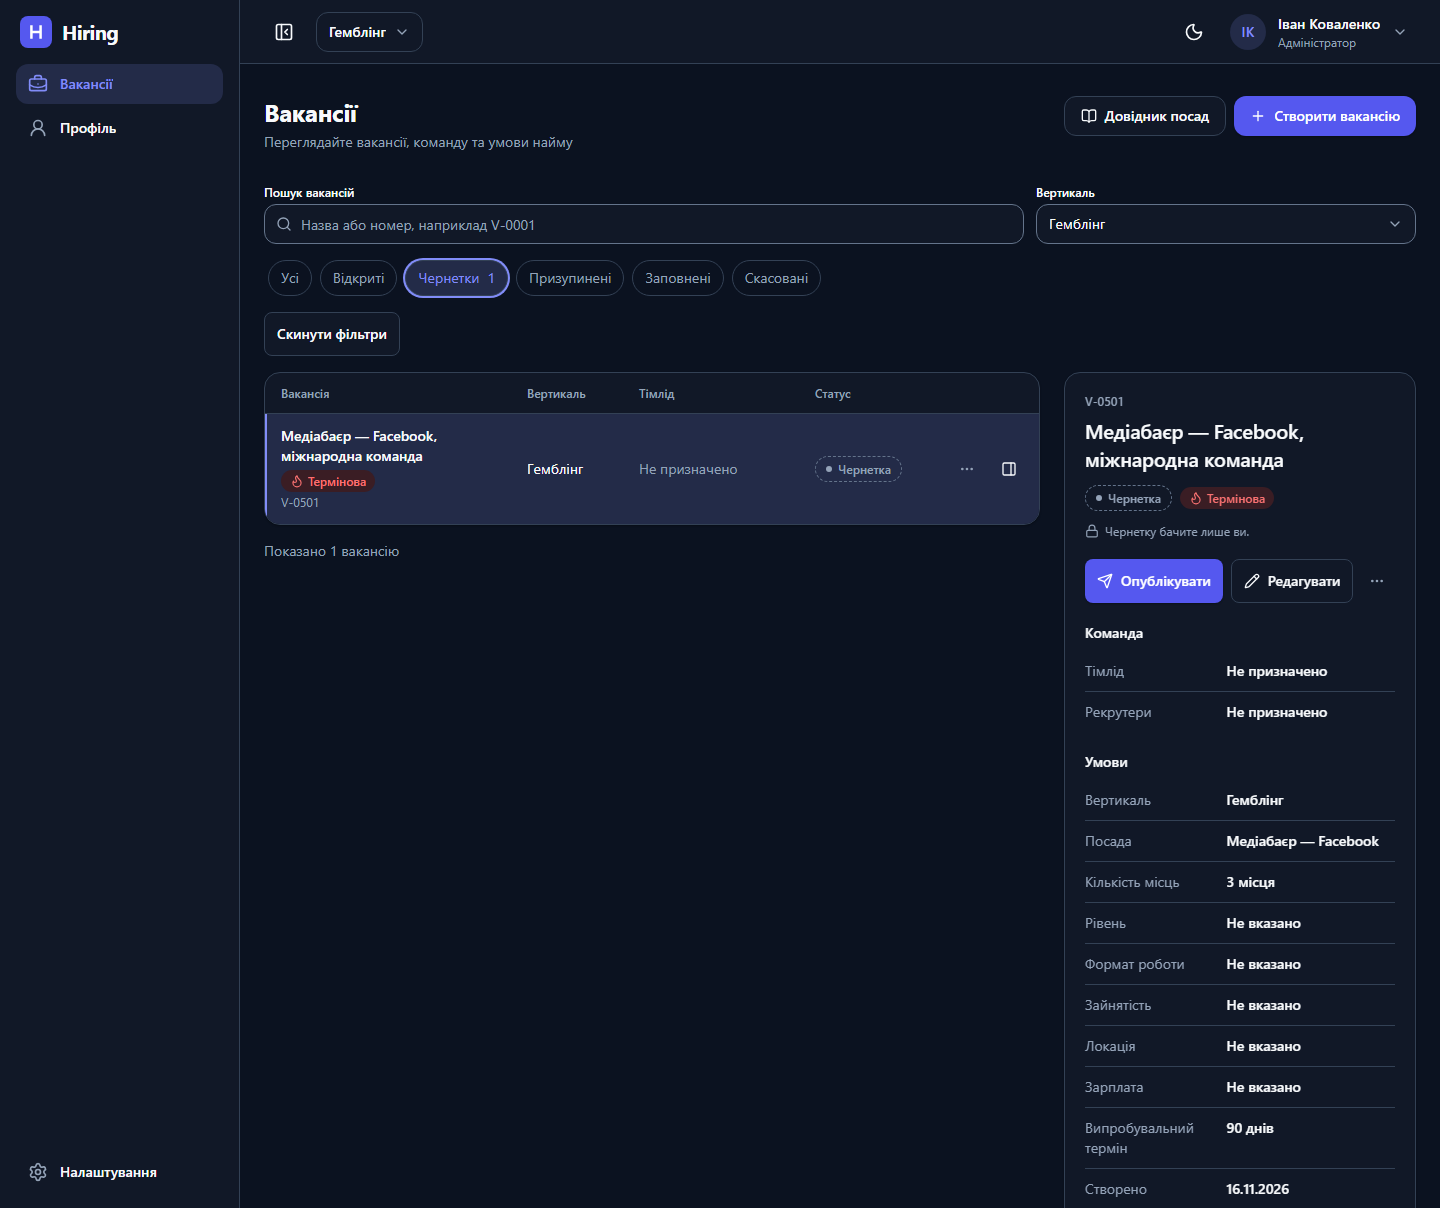 H Hiring
Вакансії
Профіль
Налаштування
Гемблінг
ІК
Іван Коваленко
Адміністратор
Вакансії
Переглядайте вакансії, команду та умови найму
Довідник посад
Створити вакансію
Пошук вакансій
Назва або номер, наприклад V-0001
Вертикаль
Гемблінг
Усі
Відкриті
Чернетки 1
Призупинені
Заповнені
Скасовані
Скинути фільтри
Вакансія Вертикаль Тімлід Статус
Медіабаєр — Facebook,
міжнародна команда
Термінова
V-0501
Гемблінг
Не призначено
Чернетка
Показано 1 вакансію
V-0501
Медіабаєр — Facebook,
міжнародна команда
Чернетка
Термінова
Чернетку бачите лише ви.
Опублікувати
Редагувати
Команда
Тімлід Не призначено
Рекрутери Не призначено
Умови
Вертикаль Гемблінг
Посада Медіабаєр — Facebook
Кількість місць 3 місця
Рівень Не вказано
Формат роботи Не вказано
Зайнятість Не вказано
Локація Не вказано
Зарплата Не вказано
Випробувальний 90 днів
термін
Створено 16.11.2026